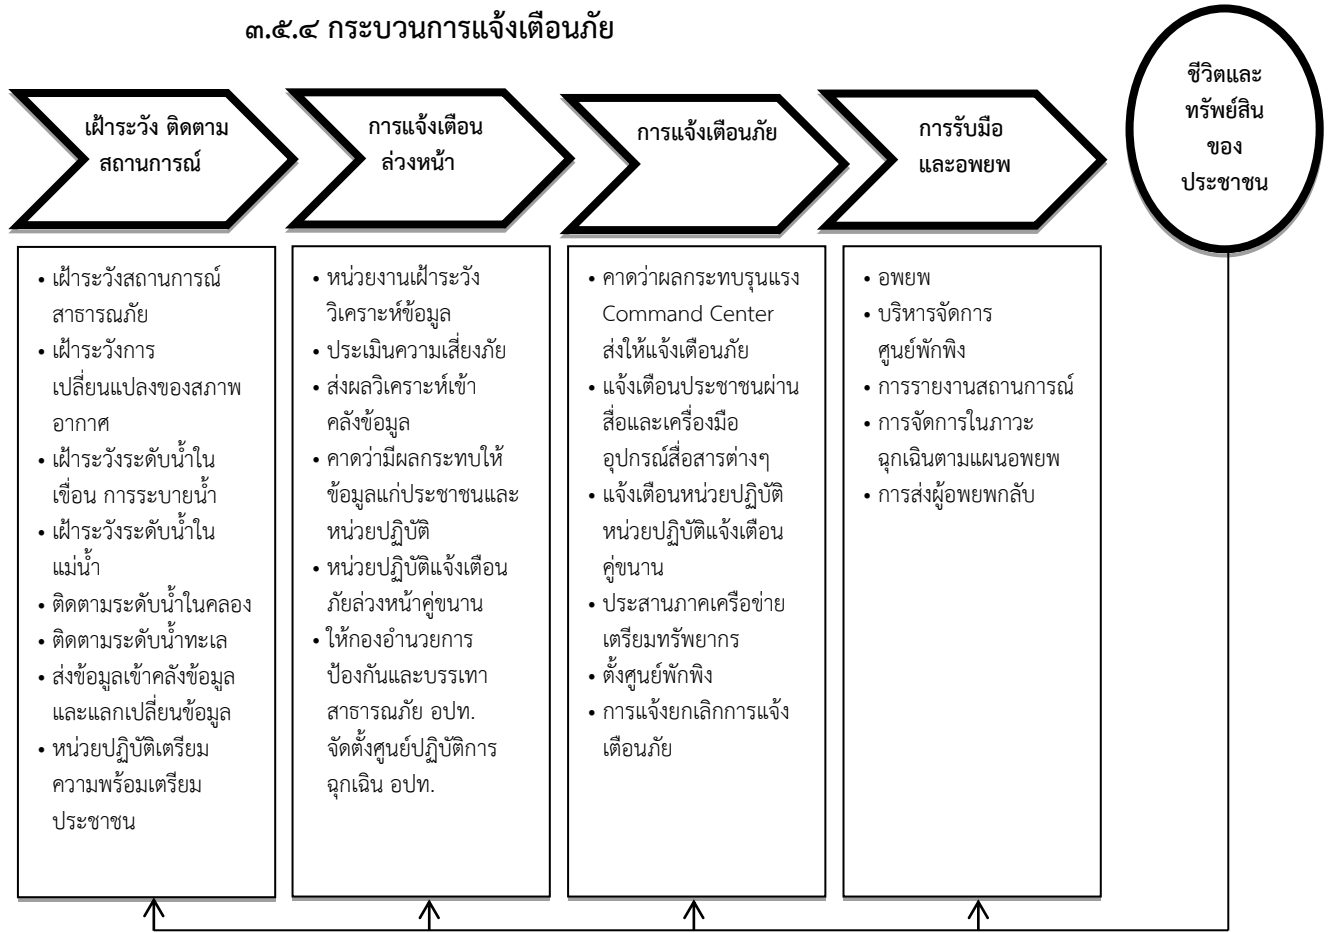 ๓.๕.๔ กระบวนการแจ้งเตือนภัย
เฝ้าระวัง ติดตาม
สถานการณ์
การแจ้งเตือน
ล่วงหน้า
การแจ้งเตือนภัย
การรับมือ
และอพยพ
ชีวิตและ
ทรัพย์สิน
ของ
ประชาชน
• เฝ้าระวังสถานการณ์
สาธารณภัย
• เฝ้าระวังการ
เปลี่ยนแปลงของสภาพ
อากาศ
• เฝ้าระวังระดับน้ำใน
เขื่อน การระบายน้ำ
• เฝ้าระวังระดับน้ำใน
แม่น้ำ
• ติดตามระดับน้ำในคลอง
• ติดตามระดับน้ำทะเล
• ส่งข้อมูลเข้าคลังข้อมูล
และแลกเปลี่ยนข้อมูล
• หน่วยปฏิบัติเตรียม
ความพร้อมเตรียม
ประชาชน
• หน่วยงานเฝ้าระวัง
วิเคราะห์ข้อมูล
• ประเมินความเสี่ยงภัย
• ส่งผลวิเคราะห์เข้า
คลังข้อมูล
• คาดว่ามีผลกระทบให้
ข้อมูลแก่ประชาชนและ
หน่วยปฏิบัติ
• หน่วยปฏิบัติแจ้งเตือน
ภัยล่วงหน้าคู่ขนาน
• ให้กองอำนวยการ
ป้องกันและบรรเทา
สาธารณภัย อปท.
จัดตั้งศูนย์ปฏิบัติการ
ฉุกเฉิน อปท.
• คาดว่าผลกระทบรุนแรง
Command Center
ส่งให้แจ้งเตือนภัย
• แจ้งเตือนประชาชนผ่าน
สื่อและเครื่องมือ
อุปกรณ์สื่อสารต่างๆ
• แจ้งเตือนหน่วยปฏิบัติ
หน่วยปฏิบัติแจ้งเตือน
คู่ขนาน
• ประสานภาคเครือข่าย
เตรียมทรัพยากร
• ตั้งศูนย์พักพิง
• การแจ้งยกเลิกการแจ้ง
เตือนภัย
• อพยพ
• บริหารจัดการ
ศูนย์พักพิง
• การรายงานสถานการณ์
• การจัดการในภาวะ
ฉุกเฉินตามแผนอพยพ
• การส่งผู้อพยพกลับ